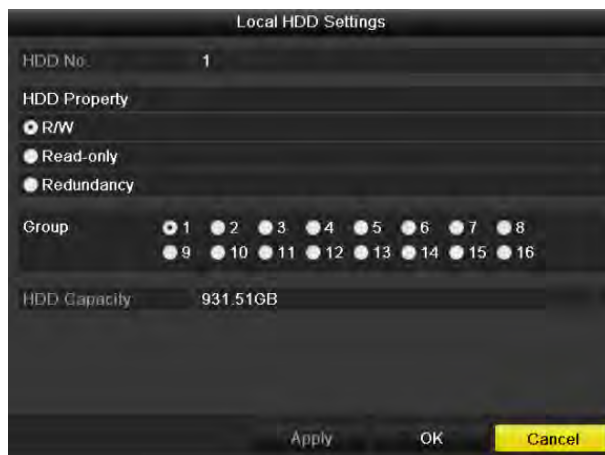 Local HDD Settings
HDD No. 1
HDD Property
R/W
Read-only
Redundancy
Group 1 2 3 4 5 6 7 8
9 10 11 12 13 14 15 16
HDD Capacity 931.51GB
Apply OK Cancel